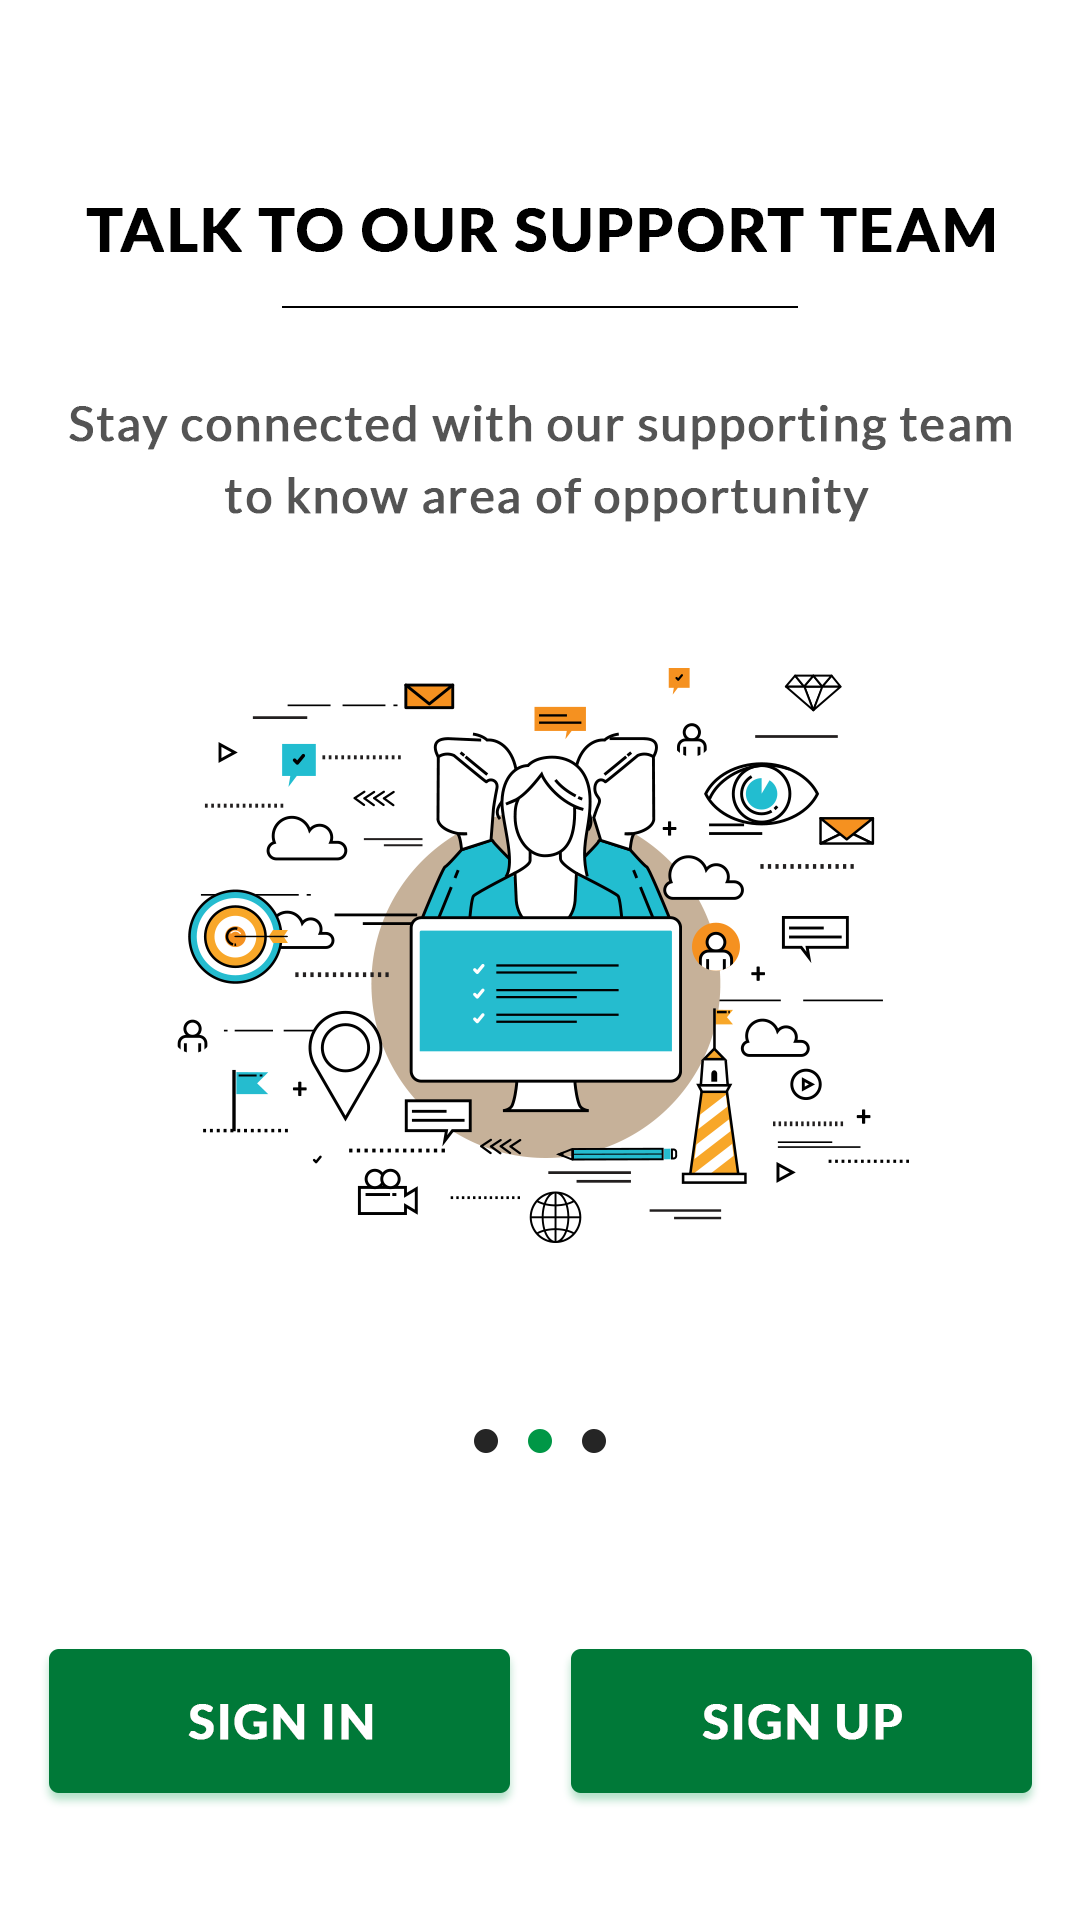 TALK TO OUR SUPPORT TEAM
Stay connected with our supporting team
to know area of opportunity
SIGN IN
SIGN UP